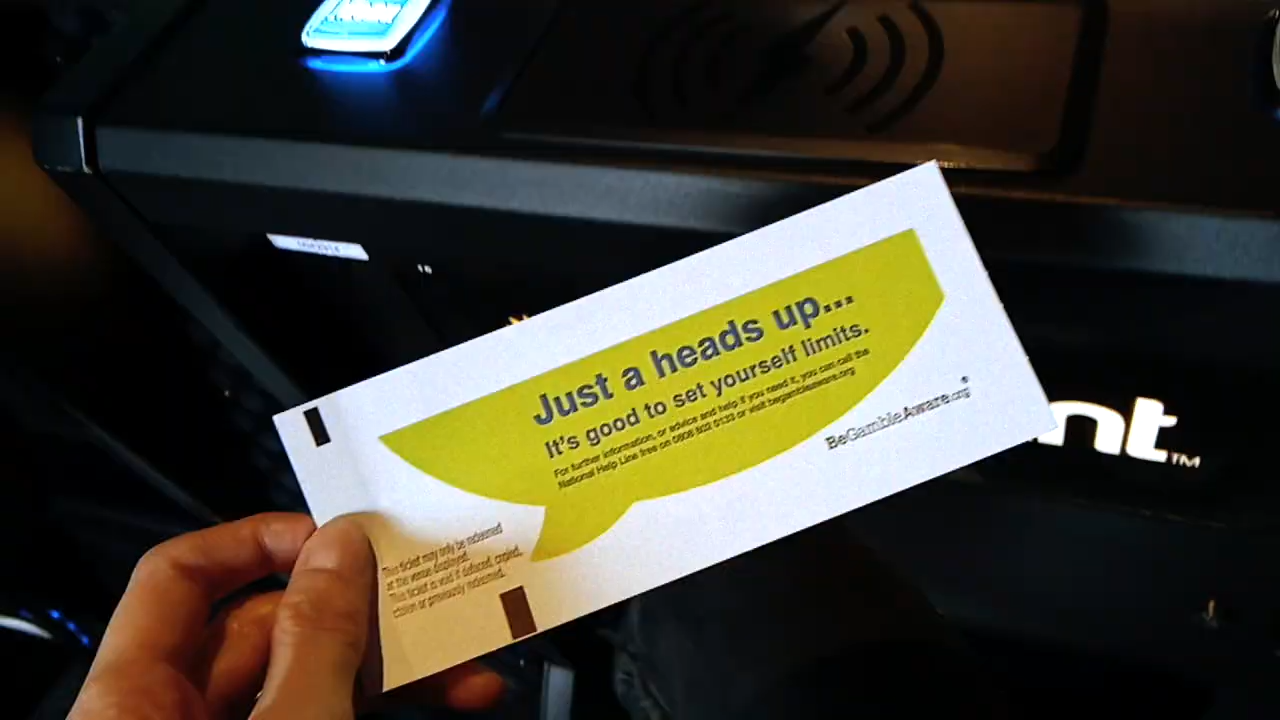 Just a heads up...
It's good to set yourself limits.
For further information, or advice and help if you need it, you can call the
National Help Line free on 0808 802 0133 or visit begambleaware.org
BeGambleAware.org®
This ticket may only be redeemed
at the venue displayed.
This ticket is void if defaced, copied,
stolen or previously redeemed.
nt™